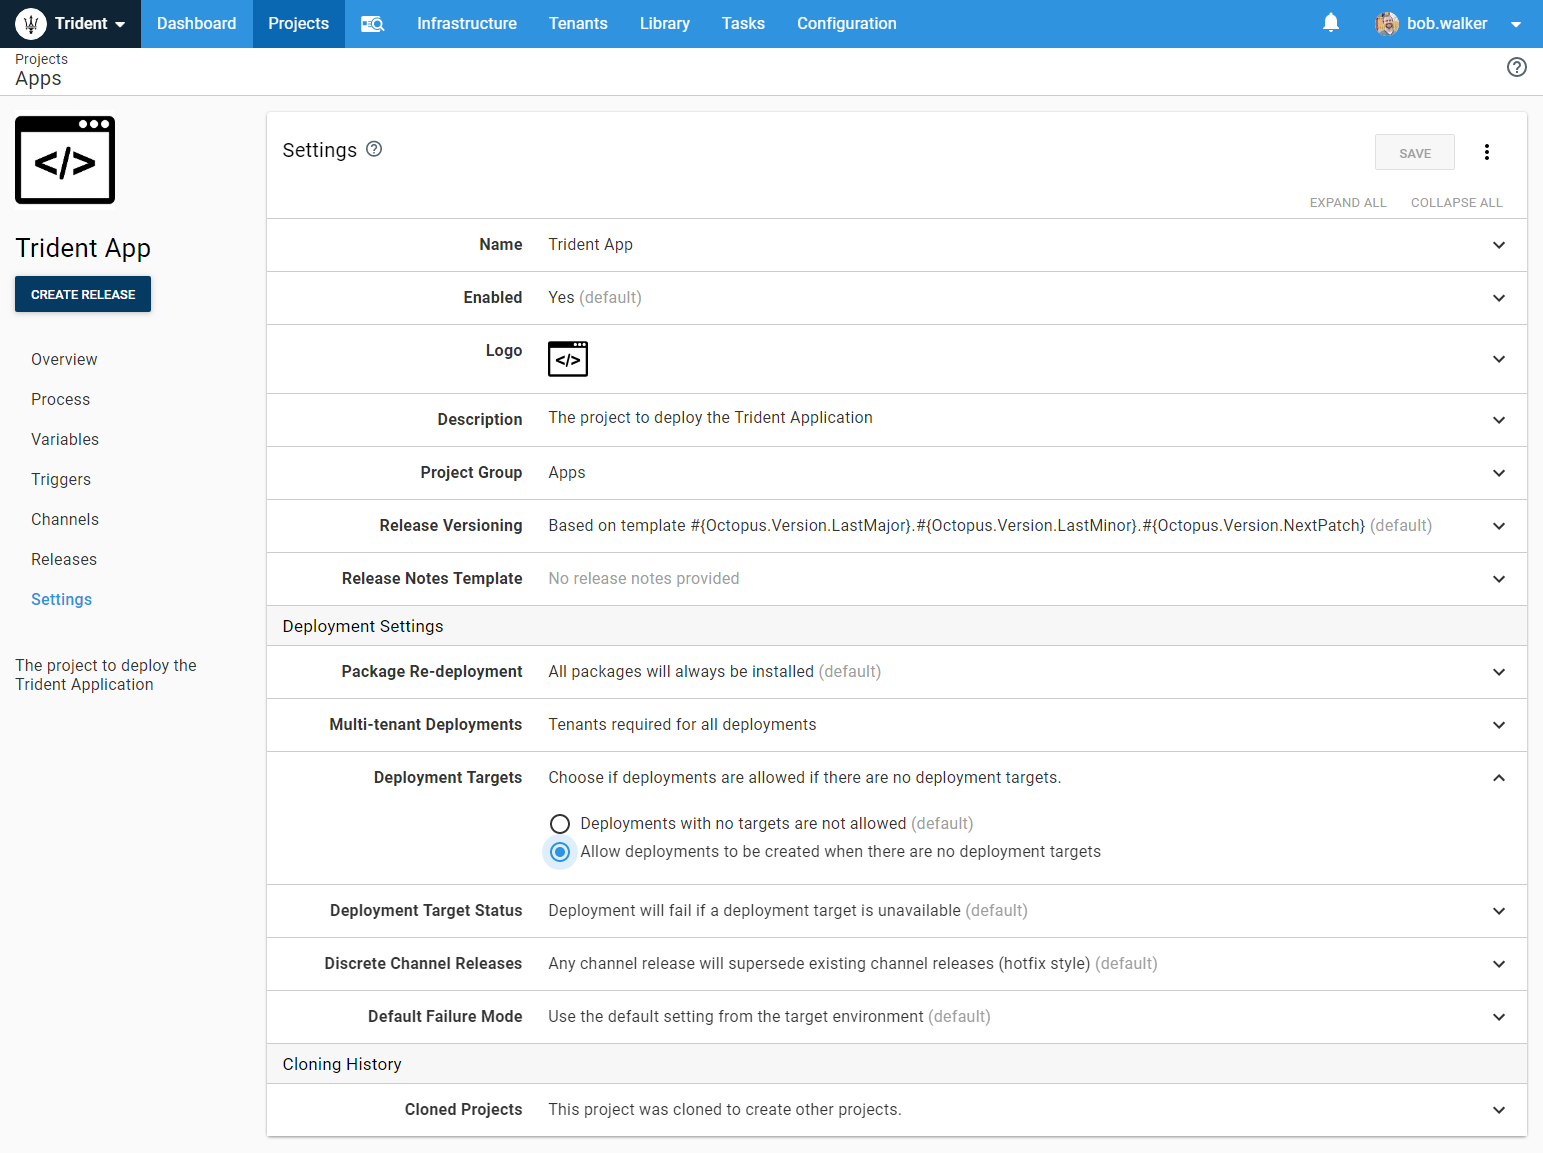 Trident
Dashboard
Projects
Infrastructure
Tenants
Library
Tasks
Configuration
bob.walker
Projects
Apps
</>
Trident App
CREATE RELEASE
Overview
Process
Variables
Triggers
Channels
Releases
Settings
The project to deploy the
Trident Application
Settings
SAVE
EXPAND ALL
COLLAPSE ALL
Name Trident App
Enabled Yes (default)
Logo </>
Description The project to deploy the Trident Application
Project Group Apps
Release Versioning Based on template #{Octopus.Version.LastMajor}.#{Octopus.Version.LastMinor}.#{Octopus.Version.NextPatch} (default)
Release Notes Template No release notes provided
Deployment Settings
Package Re-deployment All packages will always be installed (default)
Multi-tenant Deployments Tenants required for all deployments
Deployment Targets Choose if deployments are allowed if there are no deployment targets.
Deployments with no targets are not allowed (default)
Allow deployments to be created when there are no deployment targets
Deployment Target Status Deployment will fail if a deployment target is unavailable (default)
Discrete Channel Releases Any channel release will supersede existing channel releases (hotfix style) (default)
Default Failure Mode Use the default setting from the target environment (default)
Cloning History
Cloned Projects This project was cloned to create other projects.